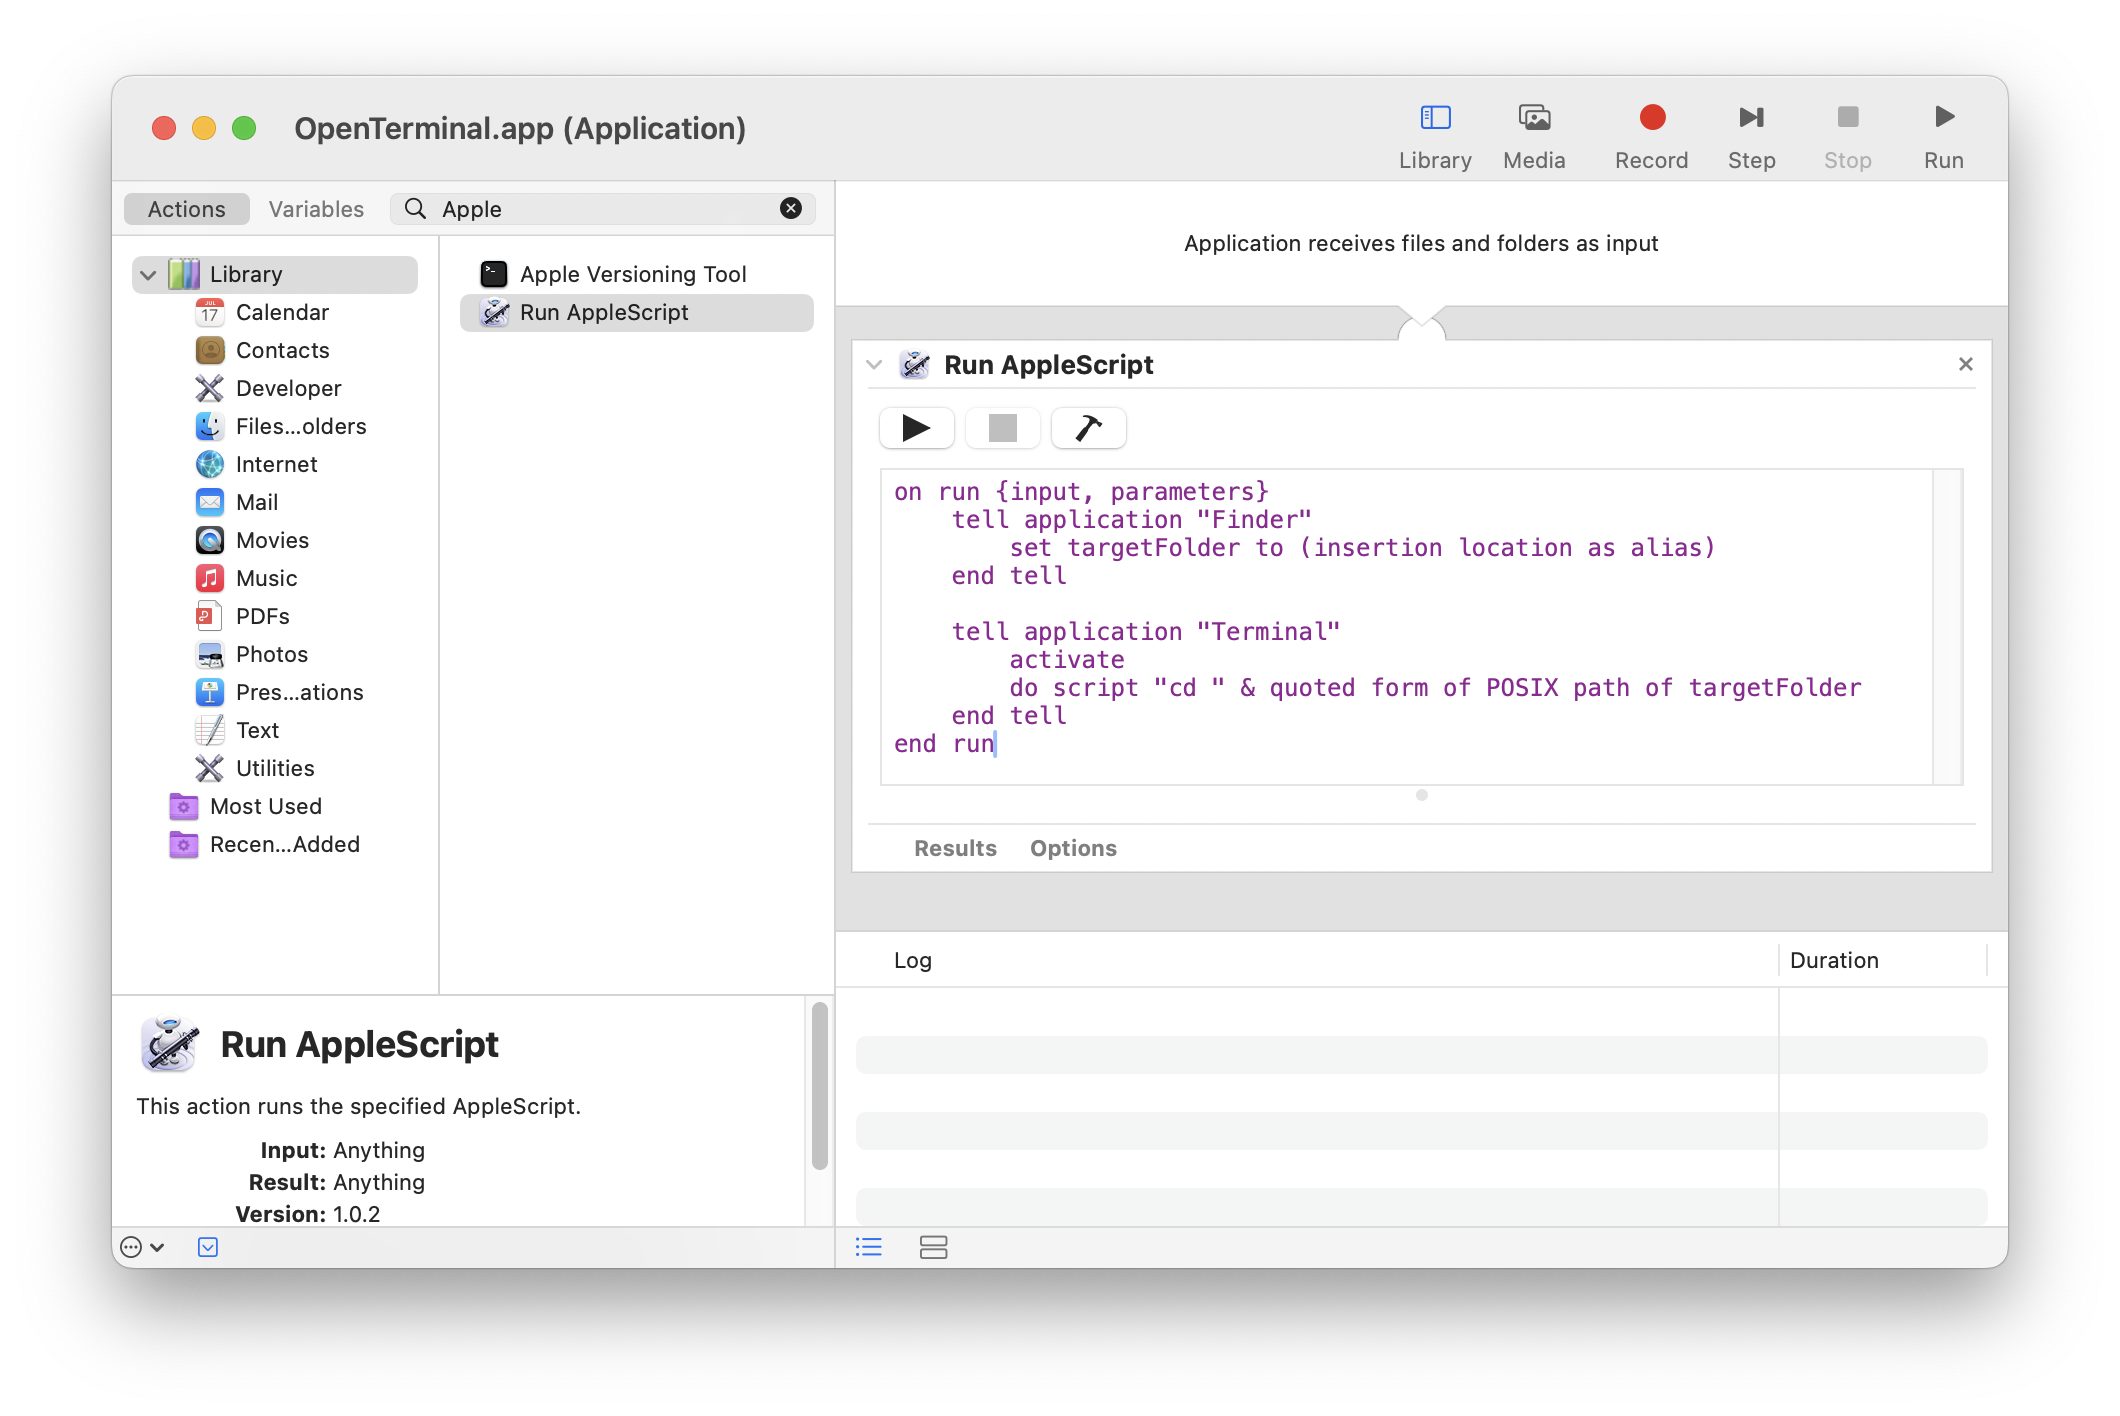 OpenTerminal.app (Application)
Library
Media
Record
Step
Stop
Run
Actions
Variables
Apple
Library
JUL
17
Calendar
Contacts
Developer
Files...olders
Internet
Mail
Movies
Music
PDFs
Photos
Pres...ations
Text
Utilities
Most Used
Recen...Added
Apple Versioning Tool
Run AppleScript
Application receives files and folders as input
Run AppleScript
on run {input, parameters}
    tell application "Finder"
        set targetFolder to (insertion location as alias)
    end tell
    tell application "Terminal"
        activate
        do script "cd " & quoted form of POSIX path of targetFolder
    end tell
end run
Results
Options
Log
Duration
Run AppleScript
This action runs the specified AppleScript.
Input: Anything
Result: Anything
Version: 1.0.2